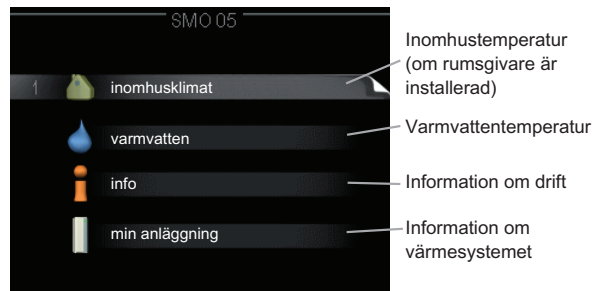 SMO 05
1 inomhusklimat
varmvatten
info
min anläggning
Inomhustemperatur
(om rumsgivare är
installerad)
Varmvattentemperatur
Information om drift
Information om
värmesystemet